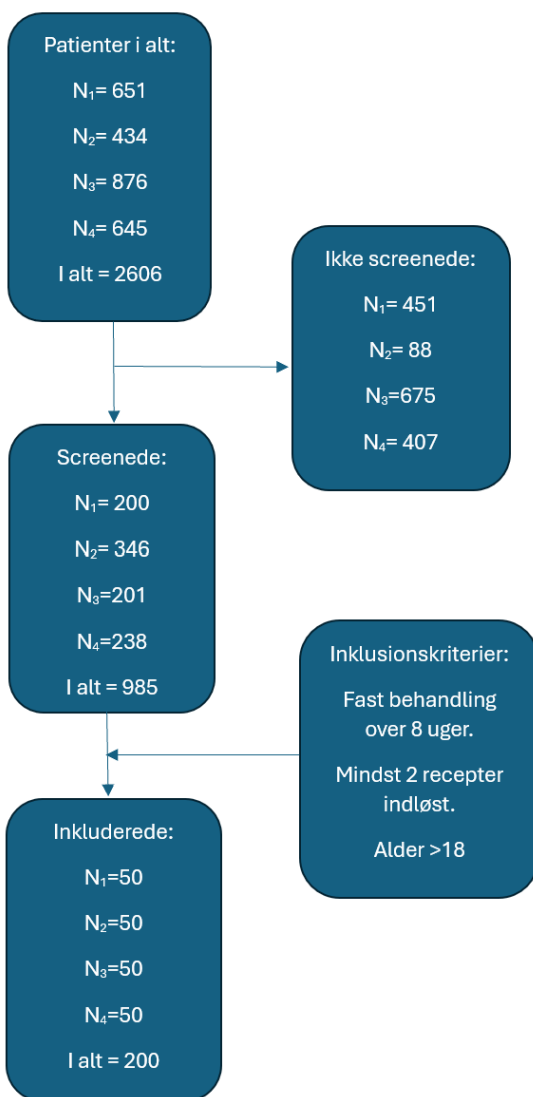 Patienter i alt:
N₁= 651
N₂= 434
N₃= 876
N₄= 645
I alt = 2606
Ikke screenede:
N₁= 451
N₂= 88
N₃=675
N₄= 407
Screenede:
N₁= 200
N₂= 346
N₃=201
N₄=238
I alt = 985
Inklusionskriterier:
Fast behandling
over 8 uger.
Mindst 2 recepter
indløst.
Alder >18
Inkluderede:
N₁=50
N₂=50
N₃=50
N₄=50
I alt = 200